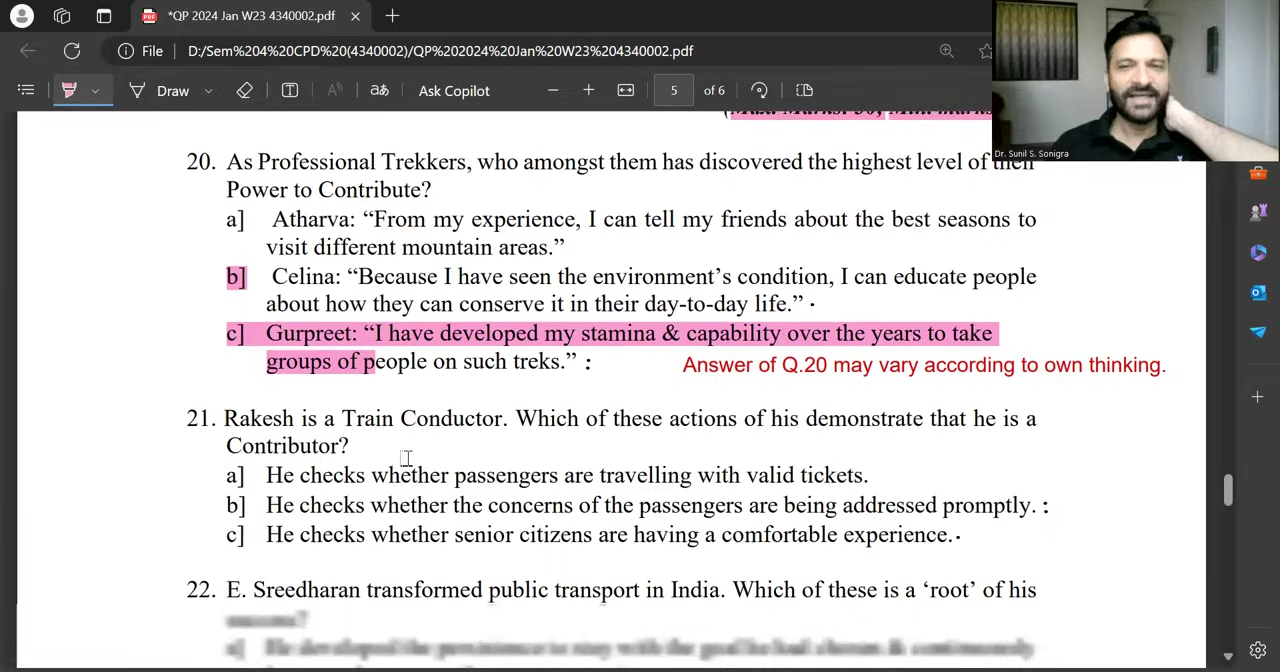 *QP 2024 Jan W23 4340002.pdf
File D:/Sem%204%20CPD%20(4340002)/QP%202024%20Jan%20W23%204340002.pdf
Draw Ask Copilot 5 of 6
Dr. Sunil S. Sonigra
20. As Professional Trekkers, who amongst them has discovered the highest level of their
Power to Contribute?
a] Atharva: “From my experience, I can tell my friends about the best seasons to
visit different mountain areas.”
b] Celina: “Because I have seen the environment’s condition, I can educate people
about how they can conserve it in their day-to-day life.” .
c] Gurpreet: “I have developed my stamina & capability over the years to take
groups of people on such treks.” :
Answer of Q.20 may vary according to own thinking.
21. Rakesh is a Train Conductor. Which of these actions of his demonstrate that he is a
Contributor?
a] He checks whether passengers are travelling with valid tickets.
b] He checks whether the concerns of the passengers are being addressed promptly. :
c] He checks whether senior citizens are having a comfortable experience. .
22. E. Sreedharan transformed public transport in India. Which of these is a ‘root’ of his